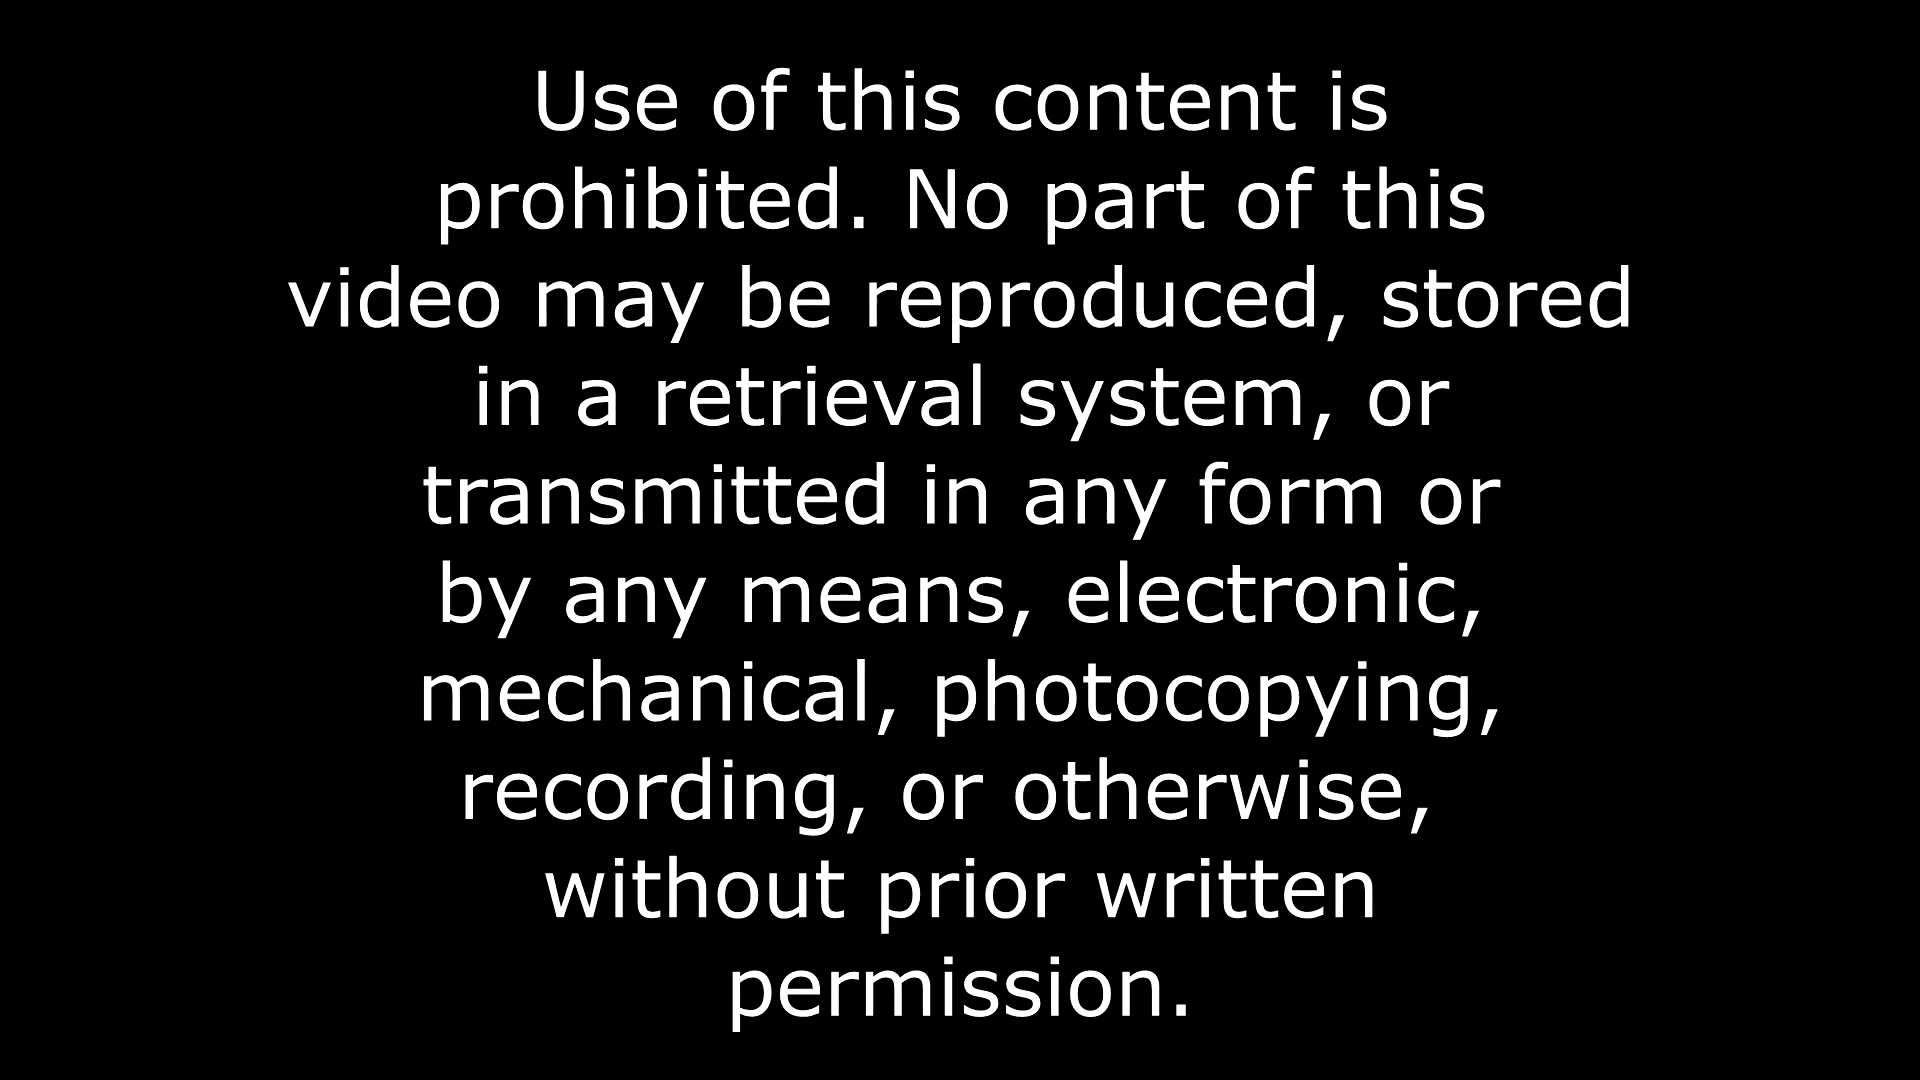 Use of this content is
prohibited. No part of this
video may be reproduced, stored
in a retrieval system, or
transmitted in any form or
by any means, electronic,
mechanical, photocopying,
recording, or otherwise,
without prior written
permission.